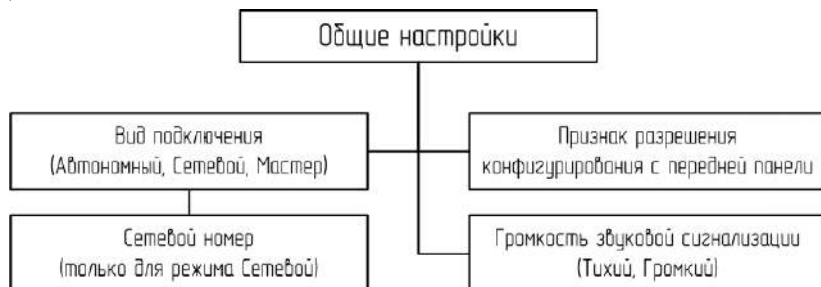 Общие настройки
Вид подключения
(Автономный, Сетевой, Мастер)
Признак разрешения
конфигурирования с передней панели
Сетевой номер
(только для режима Сетевой)
Громкость звуковой сигнализации
(Тихий, Громкий)